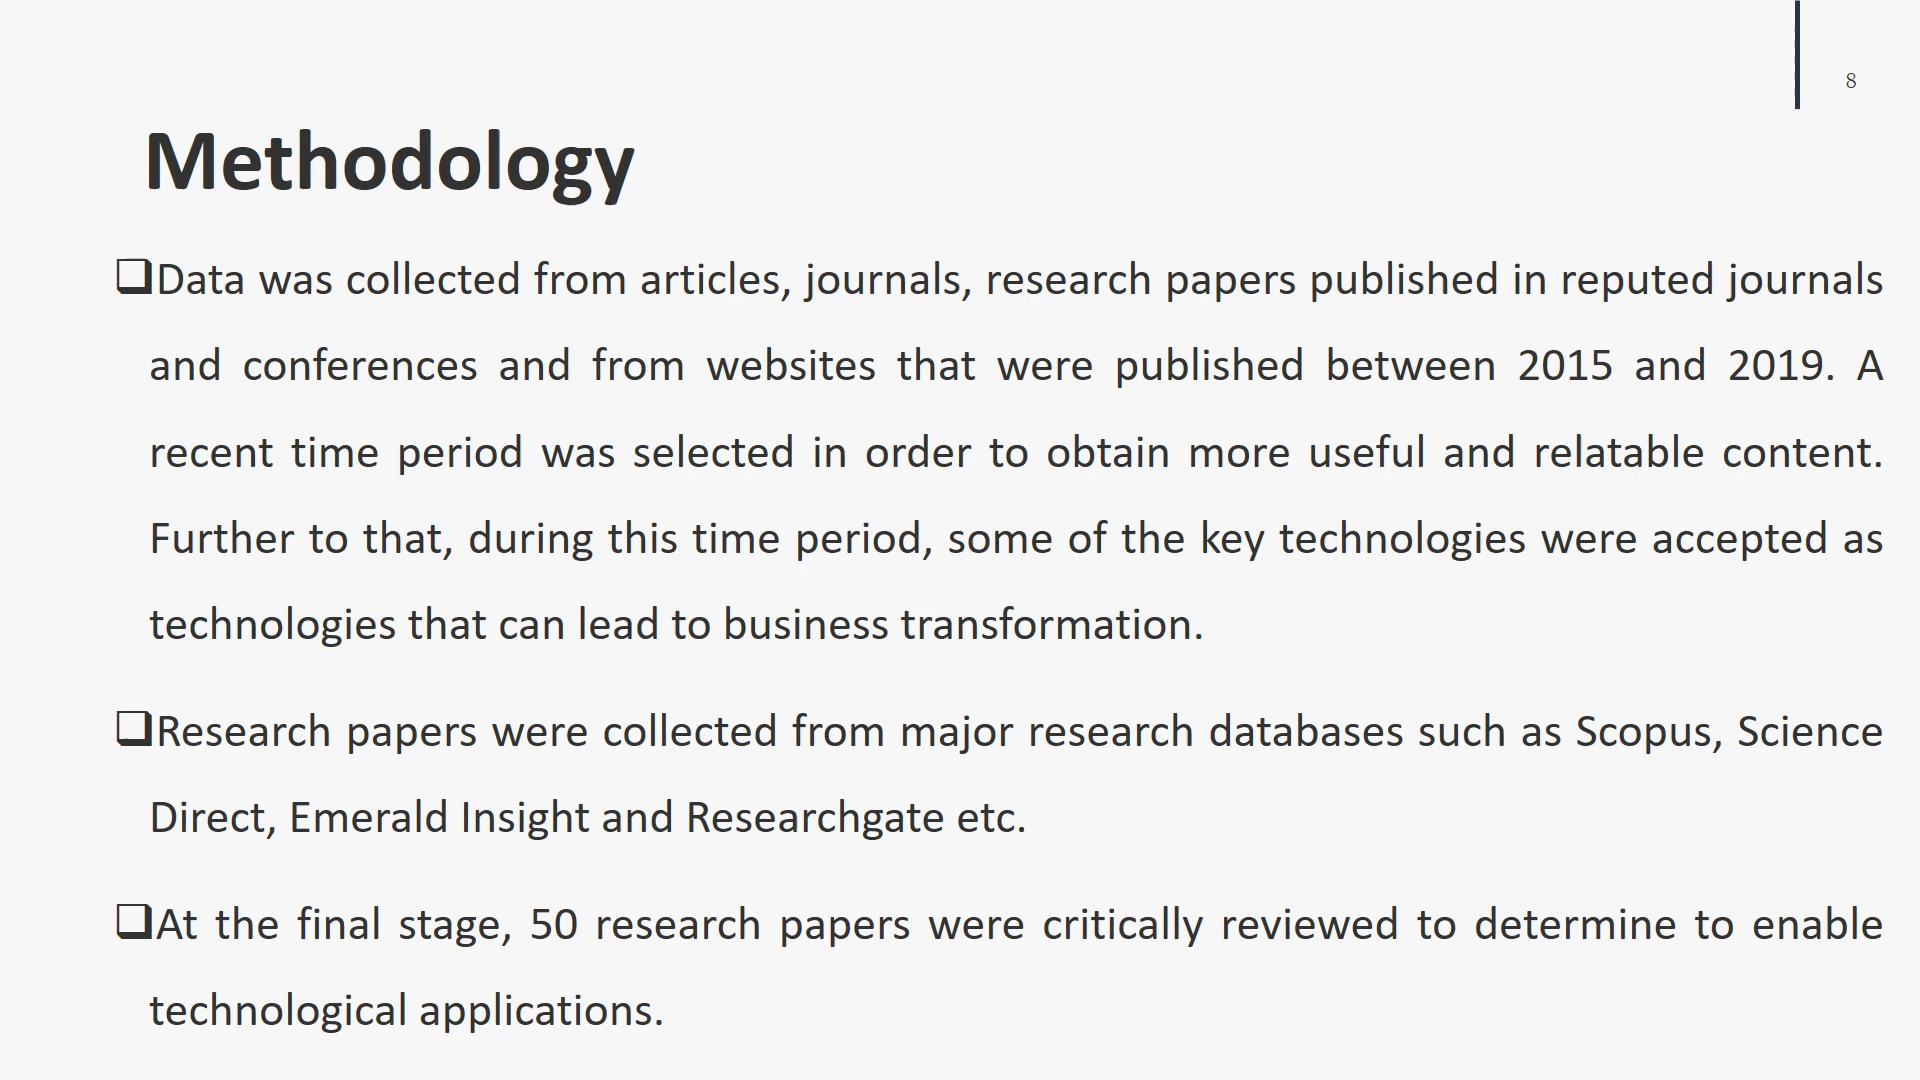 8
Methodology
❑Data was collected from articles, journals, research papers published in reputed journals
and conferences and from websites that were published between 2015 and 2019. A
recent time period was selected in order to obtain more useful and relatable content.
Further to that, during this time period, some of the key technologies were accepted as
technologies that can lead to business transformation.
❑Research papers were collected from major research databases such as Scopus, Science
Direct, Emerald Insight and Researchgate etc.
❑At the final stage, 50 research papers were critically reviewed to determine to enable
technological applications.